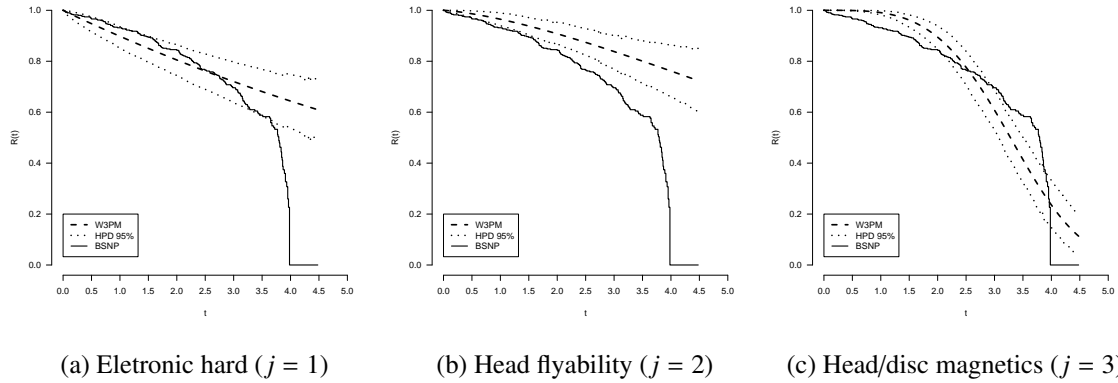 1.0
0.8
0.6
0.4
0.2
0.0
R(t)
W3PM
HPD 95%
BSNP
0.0 0.5 1.0 1.5 2.0 2.5 3.0 3.5 4.0 4.5 5.0
t
(a) Eletronic hard (j = 1)
1.0
0.8
0.6
0.4
0.2
0.0
R(t)
W3PM
HPD 95%
BSNP
0.0 0.5 1.0 1.5 2.0 2.5 3.0 3.5 4.0 4.5 5.0
t
(b) Head flyability (j = 2)
1.0
0.8
0.6
0.4
0.2
0.0
R(t)
W3PM
HPD 95%
BSNP
0.0 0.5 1.0 1.5 2.0 2.5 3.0 3.5 4.0 4.5 5.0
t
(c) Head/disc magnetics (j = 3)